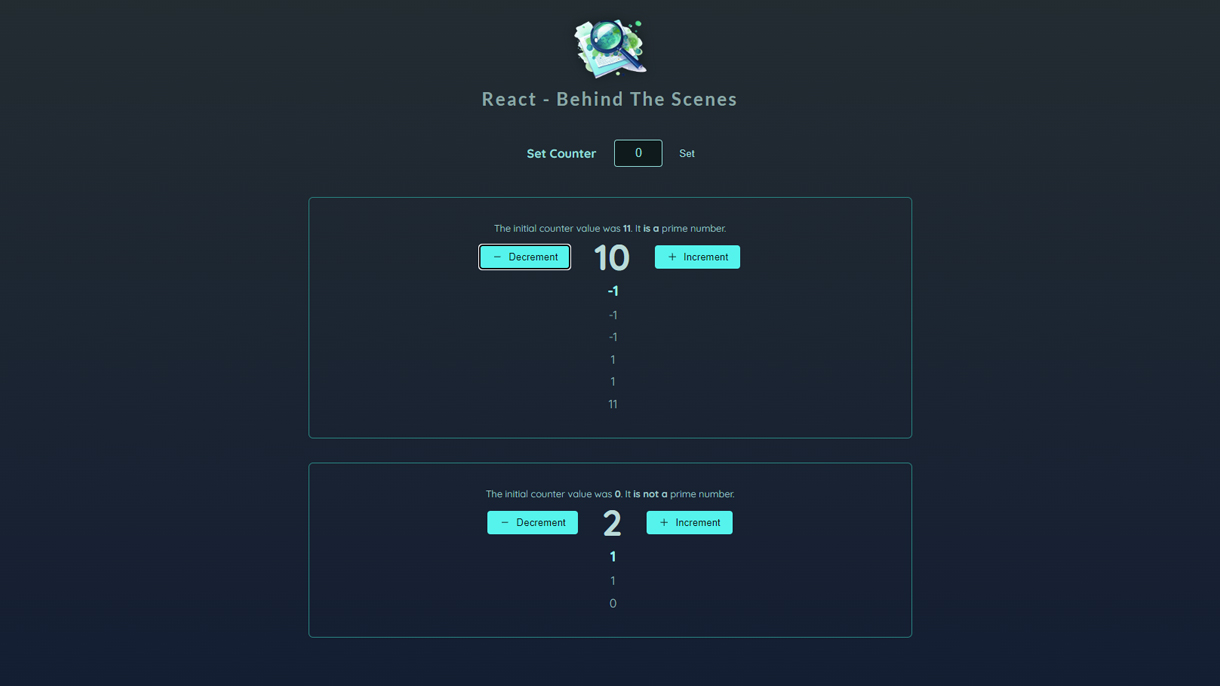 React - Behind The Scenes
Set Counter 0 Set
The initial counter value was 11. It is a prime number.
− Decrement 10 + Increment
-1
-1
-1
1
1
11
The initial counter value was 0. It is not a prime number.
− Decrement 2 + Increment
1
1
0